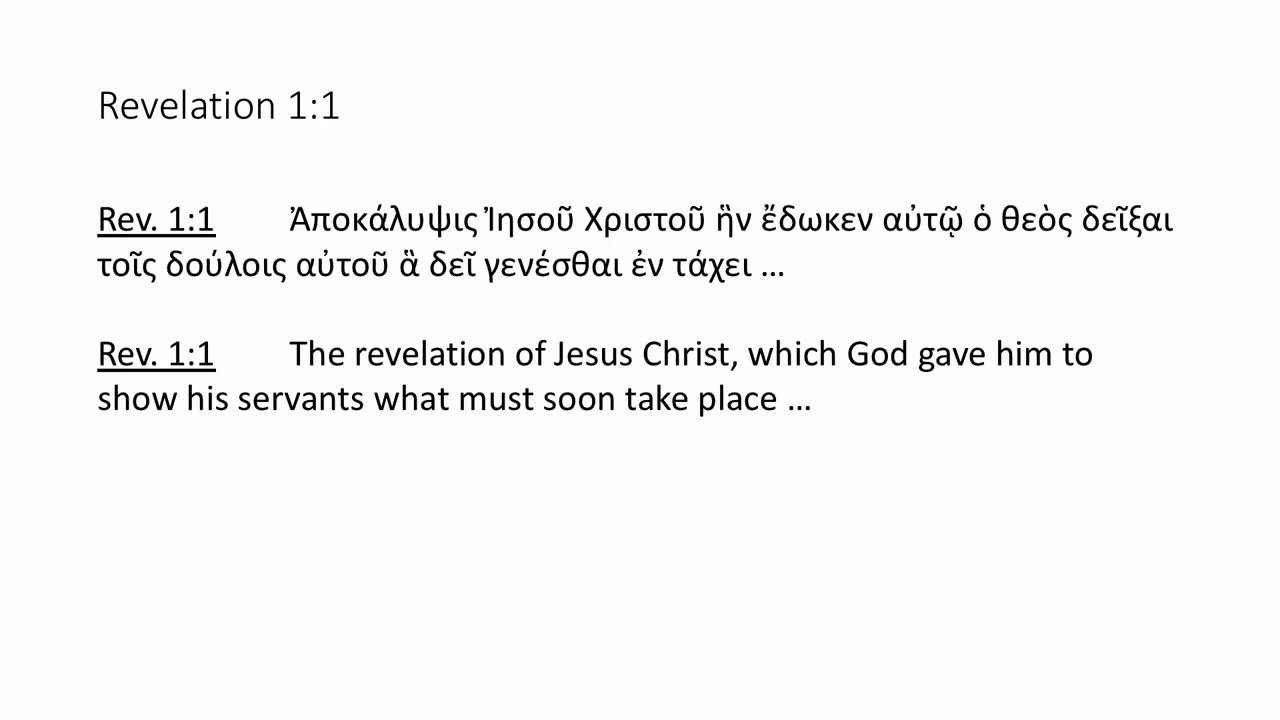 Revelation 1:1
Rev. 1:1 Ἀποκάλυψις Ἰησοῦ Χριστοῦ ἣν ἔδωκεν αὐτῷ ὁ θεὸς δεῖξαι
τοῖς δούλοις αὐτοῦ ἃ δεῖ γενέσθαι ἐν τάχει …
Rev. 1:1 The revelation of Jesus Christ, which God gave him to
show his servants what must soon take place …